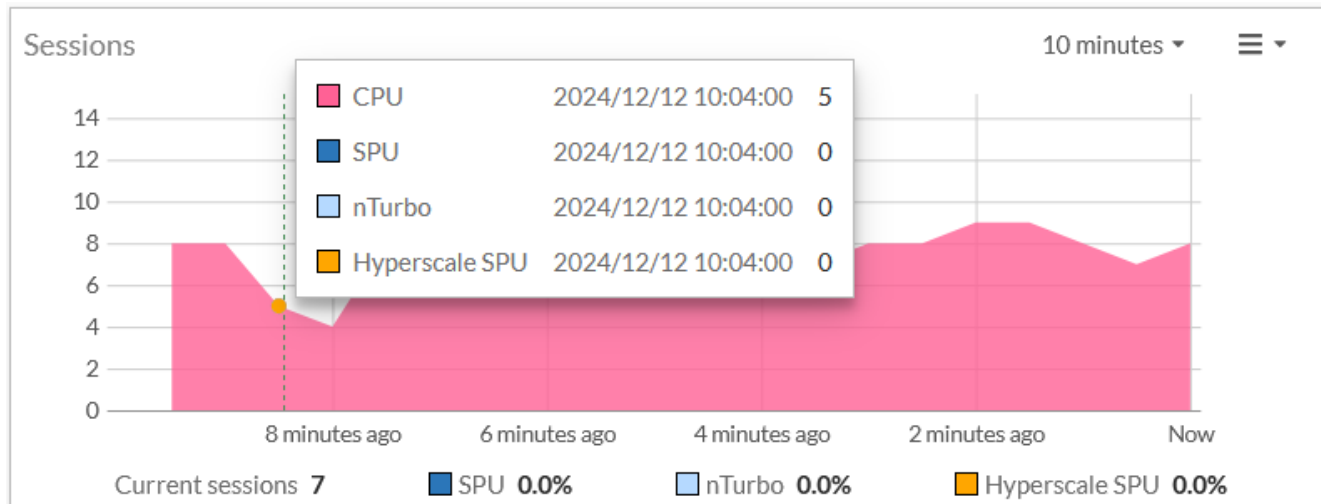 Sessions 10 minutes
CPU 2024/12/12 10:04:00 5
SPU 2024/12/12 10:04:00 0
nTurbo 2024/12/12 10:04:00 0
Hyperscale SPU 2024/12/12 10:04:00 0
14
12
10
8
6
4
2
0
8 minutes ago 6 minutes ago 4 minutes ago 2 minutes ago Now
Current sessions 7 SPU 0.0% nTurbo 0.0% Hyperscale SPU 0.0%